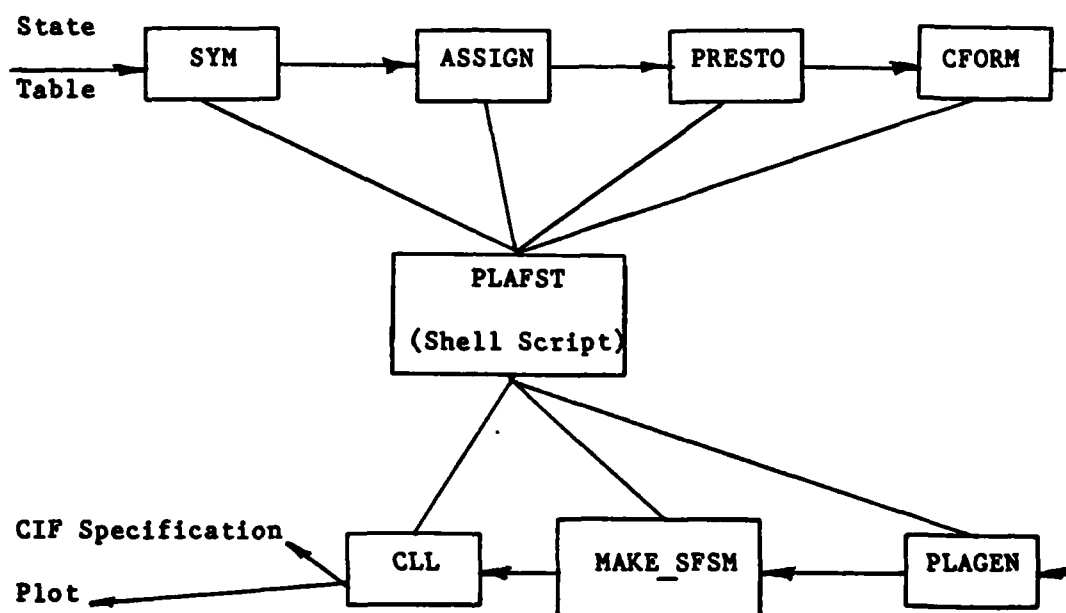 State
Table
SYM
ASSIGN
PRESTO
CFORM
PLAFST
(Shell Script)
CIF Specification
Plot
CLL
MAKE_SFSM
PLAGEN